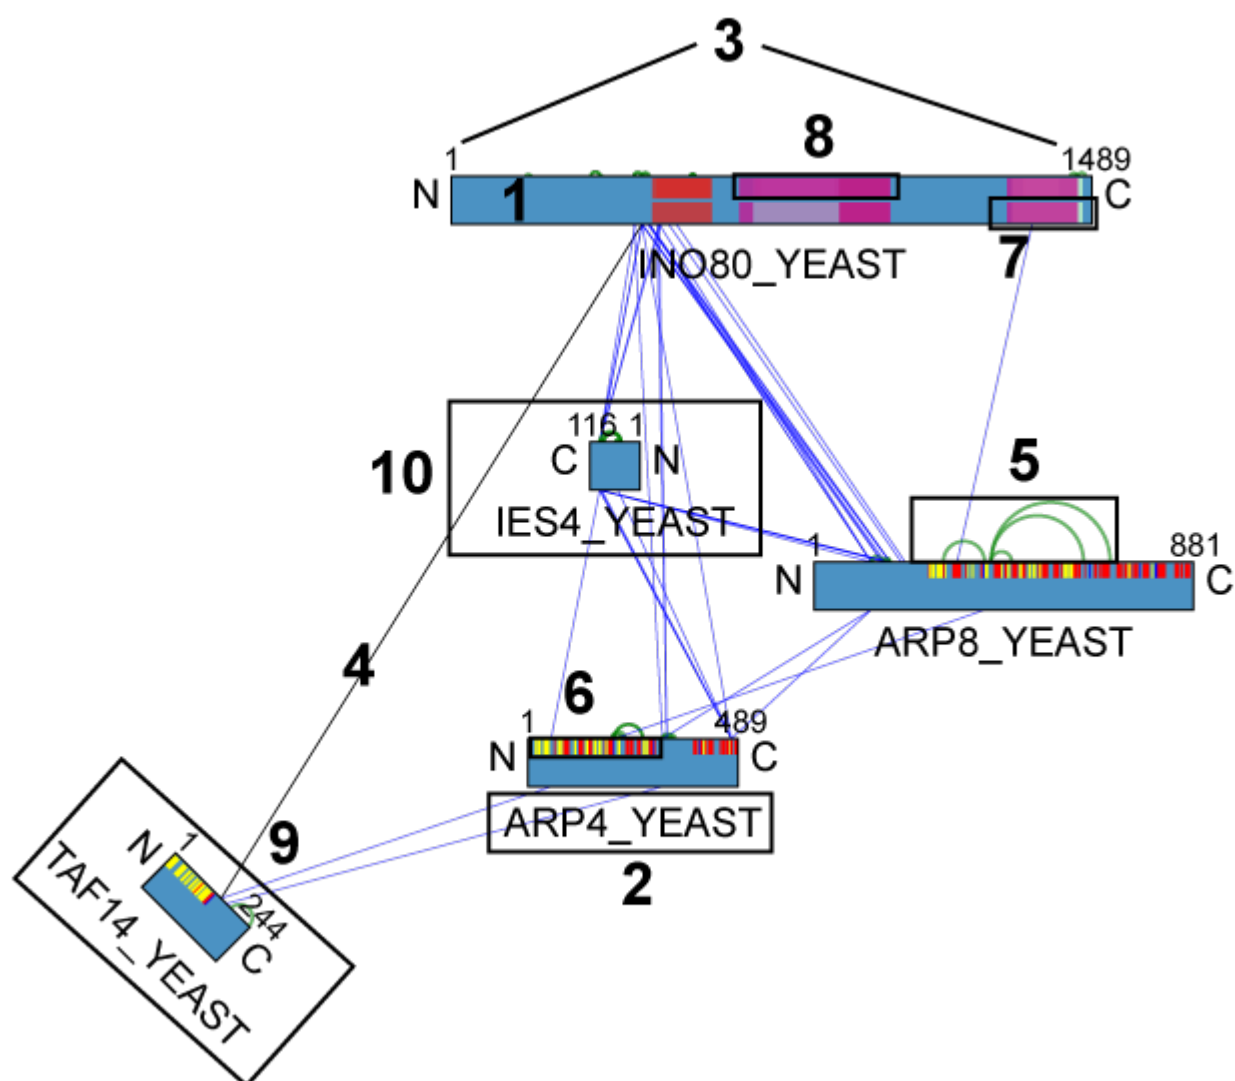 3
1
1489
8
N
1
C
INO80_YEAST
7
10
116 1
C
N
IES4_YEAST
5
1
881
N
C
ARP8_YEAST
4
6
1
489
N
C
ARP4_YEAST
2
9
1
N
244
C
TAF14_YEAST